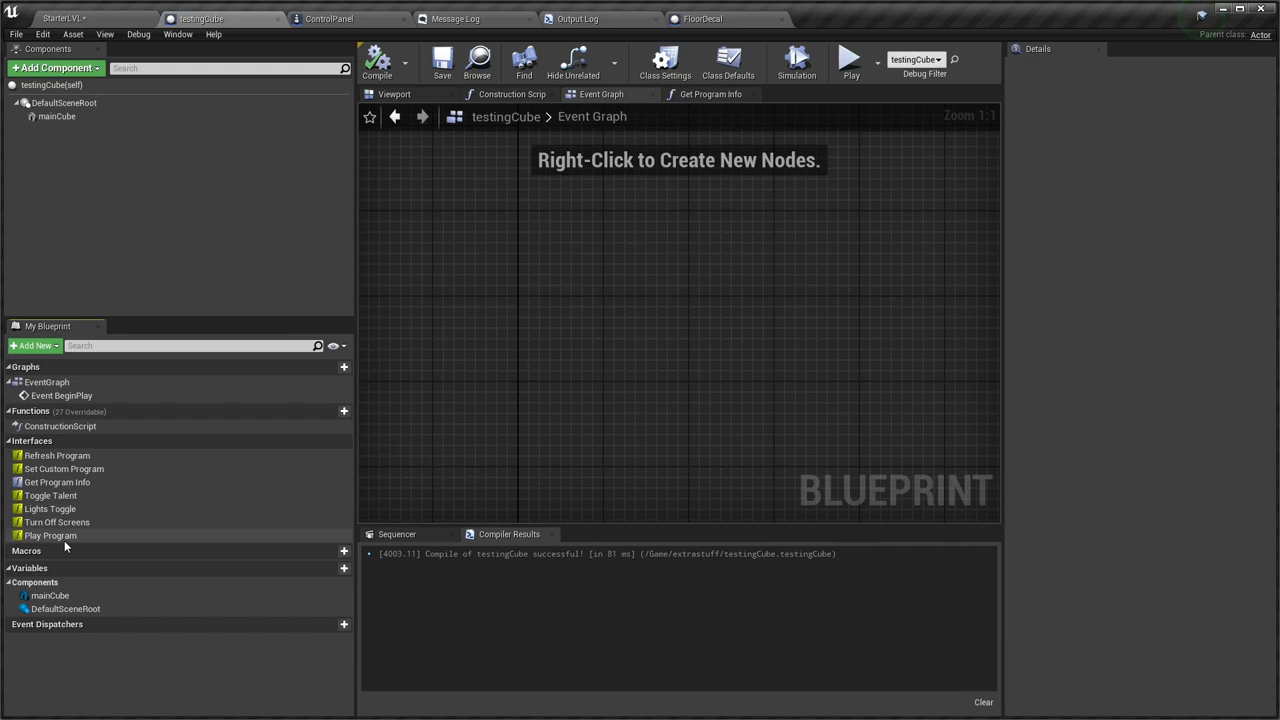 StarterLVL*
testingCube
ControlPanel
Message Log
Output Log
FloorDecal
File
Edit
Asset
View
Debug
Window
Help
Parent class: Actor
Components
Add Component
Search
testingCube(self)
DefaultSceneRoot
mainCube
Compile
Save
Browse
Find
Hide Unrelated
Class Settings
Class Defaults
Simulation
Play
testingCube
Debug Filter
Details
Viewport
Construction Scrip
Event Graph
Get Program Info
testingCube > Event Graph
Zoom 1:1
Right-Click to Create New Nodes.
BLUEPRINT
My Blueprint
Add New
Search
Graphs
EventGraph
Event BeginPlay
Functions (27 Overridable)
ConstructionScript
Interfaces
Refresh Program
Set Custom Program
Get Program Info
Toggle Talent
Lights Toggle
Turn Off Screens
Play Program
Macros
Variables
Components
mainCube
DefaultSceneRoot
Event Dispatchers
Sequencer
Compiler Results
[4003.11] Compile of testingCube successful! [in 81 ms] (/Game/extrastuff/testingCube.testingCube)
Clear